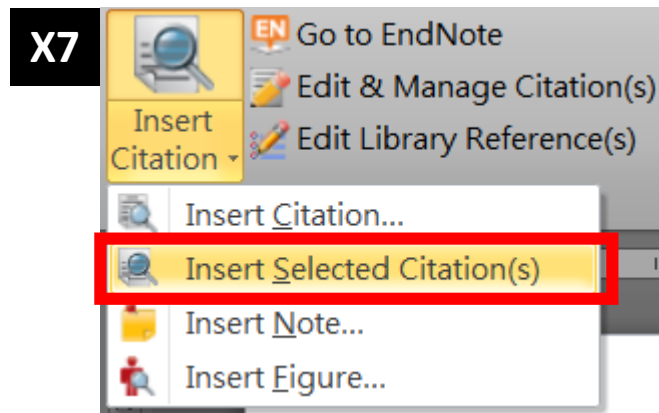 X7
EN
Go to EndNote
Edit & Manage Citation(s)
Edit Library Reference(s)
Insert
Citation
Insert Citation...
Insert Selected Citation(s)
Insert Note...
Insert Figure...